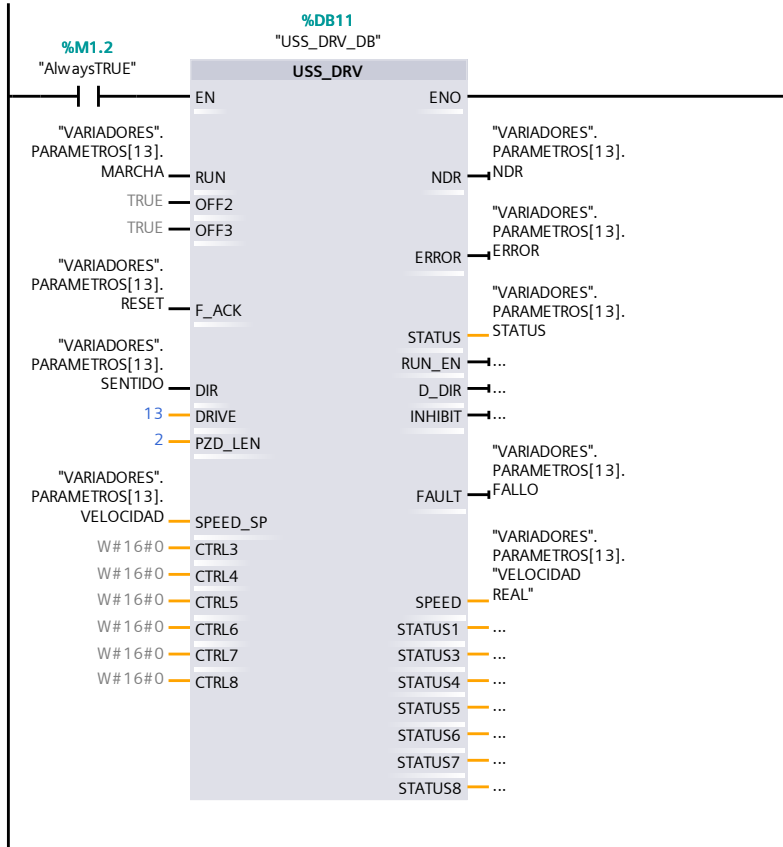 %DB11
"USS_DRV_DB"
%M1.2
"AlwaysTRUE"
USS_DRV
EN
ENO
"VARIADORES".
PARAMETROS[13].
MARCHA
RUN
"VARIADORES".
PARAMETROS[13].
NDR
NDR
TRUE
OFF2
TRUE
OFF3
"VARIADORES".
PARAMETROS[13].
ERROR
ERROR
"VARIADORES".
PARAMETROS[13].
RESET
F_ACK
"VARIADORES".
PARAMETROS[13].
STATUS
STATUS
RUN_EN
...
"VARIADORES".
PARAMETROS[13].
SENTIDO
DIR
D_DIR
...
13
DRIVE
INHIBIT
...
2
PZD_LEN
"VARIADORES".
PARAMETROS[13].
FALLO
FAULT
"VARIADORES".
PARAMETROS[13].
VELOCIDAD
SPEED_SP
W#16#0
CTRL3
W#16#0
CTRL4
W#16#0
CTRL5
"VARIADORES".
PARAMETROS[13].
"VELOCIDAD
REAL"
SPEED
W#16#0
CTRL6
STATUS1
...
W#16#0
CTRL7
STATUS3
...
W#16#0
CTRL8
STATUS4
...
STATUS5
...
STATUS6
...
STATUS7
...
STATUS8
...